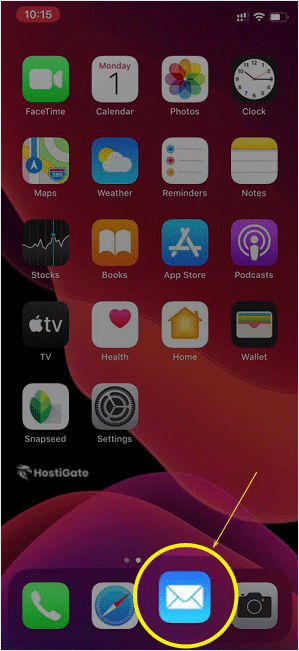 10:15
FaceTime
Monday
1
Calendar
Photos
Clock
280
Maps
Weather
Reminders
Notes
Stocks
Books
App Store
Podcasts
tv
TV
Health
Home
Wallet
Snapseed
Settings
HostiGate